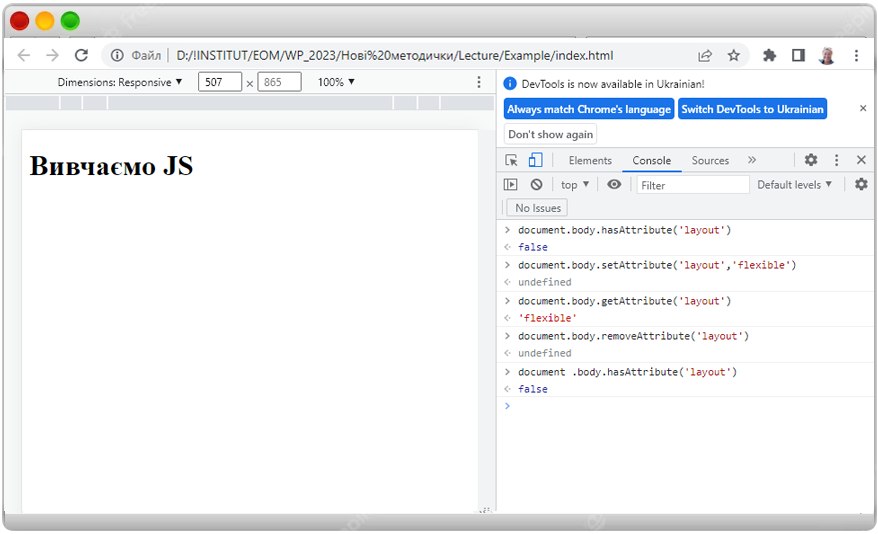 Файл D:/!INSTITUT/EOM/WP_2023/Нові%20методички/Lecture/Example/index.html
Dimensions: Responsive 507 × 865 100%
Вивчаємо JS
DevTools is now available in Ukrainian!
Always match Chrome's language Switch DevTools to Ukrainian
Don't show again
Elements Console Sources »
top Filter Default levels
No Issues
> document.body.hasAttribute('layout')
false
> document.body.setAttribute('layout','flexible')
undefined
> document.body.getAttribute('layout')
'flexible'
> document.body.removeAttribute('layout')
undefined
> document .body.hasAttribute('layout')
false
>